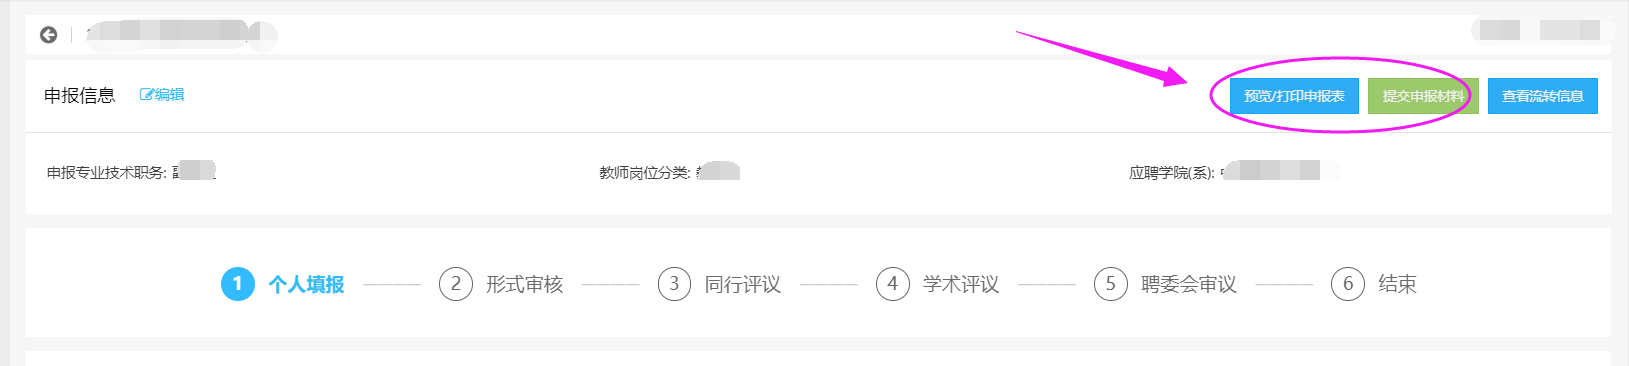 申报信息 编辑 预览/打印申报表 提交申报材料 查看流转信息
申报专业技术职务: 教师岗位分类: 应聘学院(系):
1 个人填报 2 形式审核 3 同行评议 4 学术评议 5 聘委会审议 6 结束